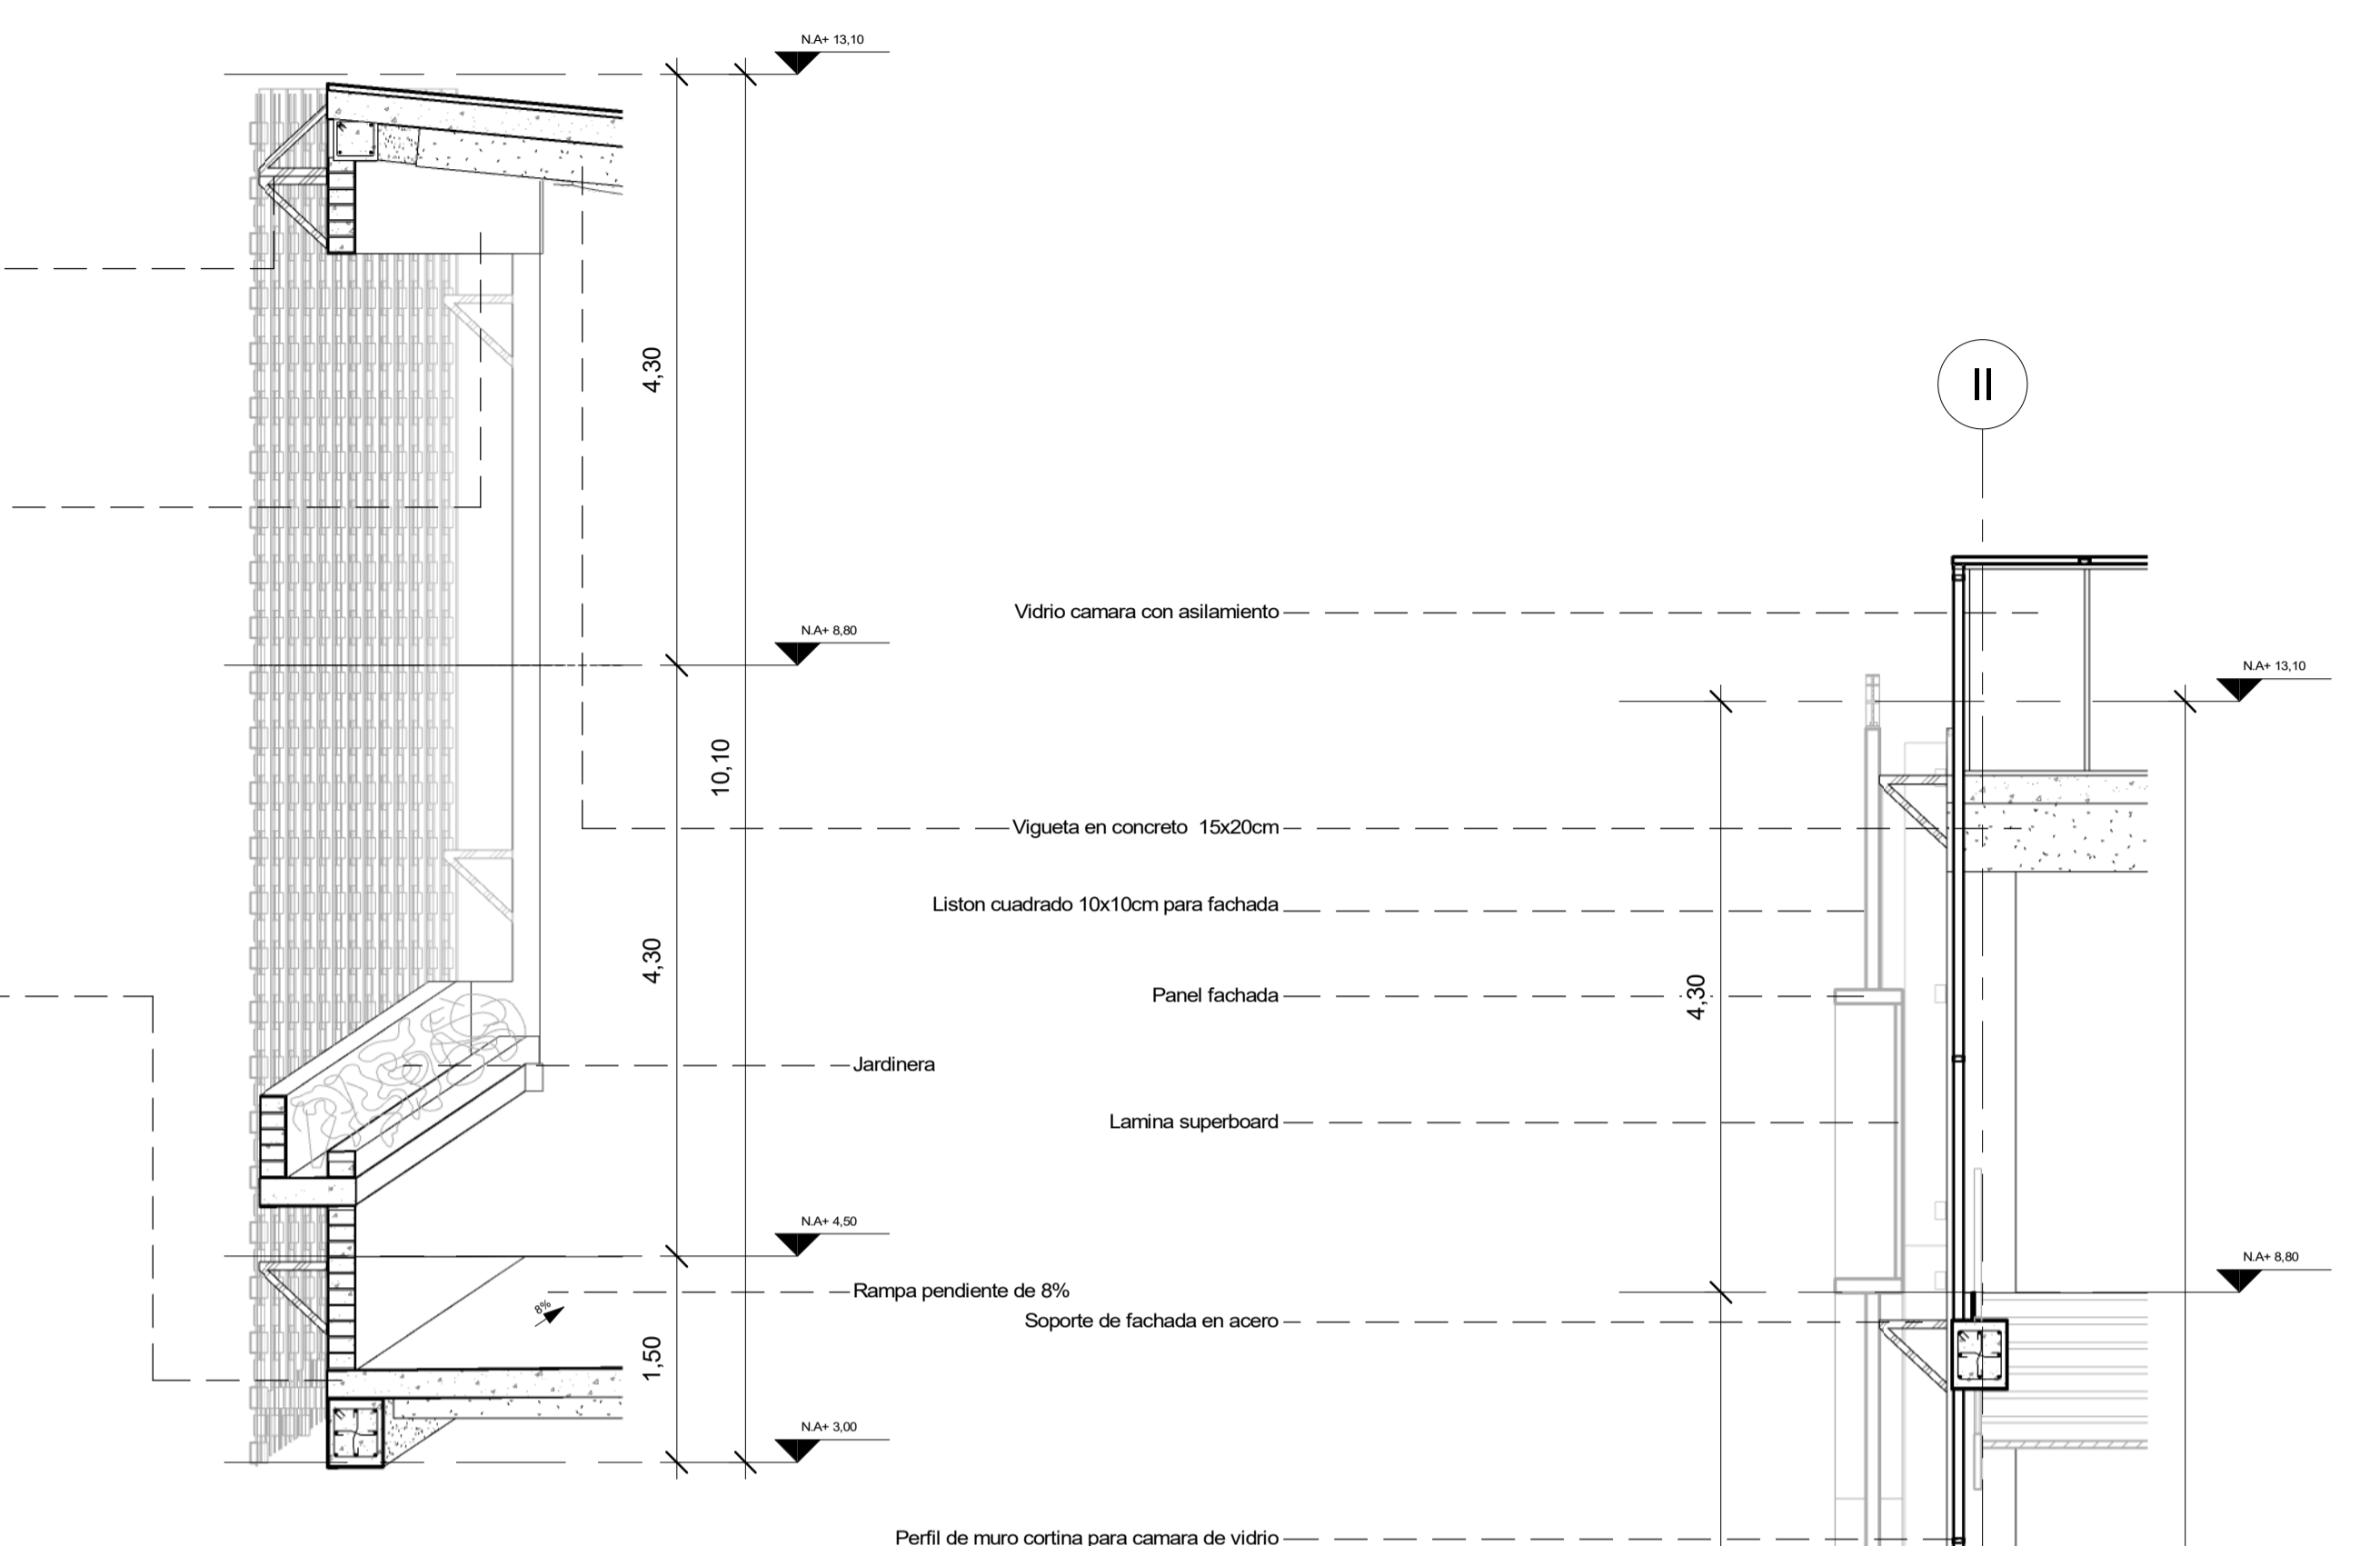 N.A+ 13,10
4,30
II
Vidrio camara con asilamiento
N.A+ 8,80
N.A+ 13,10
10,10
Vigueta en concreto 15x20cm
Liston cuadrado 10x10cm para fachada
4,30
Panel fachada
4,30
Jardinera
Lamina superboard
N.A+ 4,50
N.A+ 8,80
Rampa pendiente de 8%
8%
Soporte de fachada en acero
1,50
N.A+ 3,00
Perfil de muro cortina para camara de vidrio